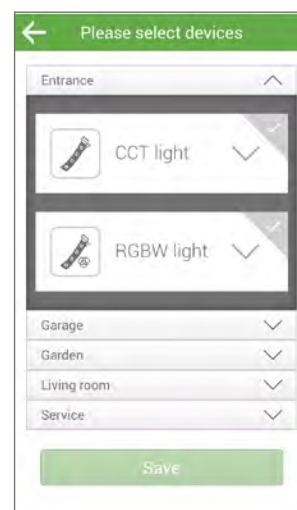 Please select devices
Entrance
CCT light
RGBW light
Garage
Garden
Living room
Service
Save